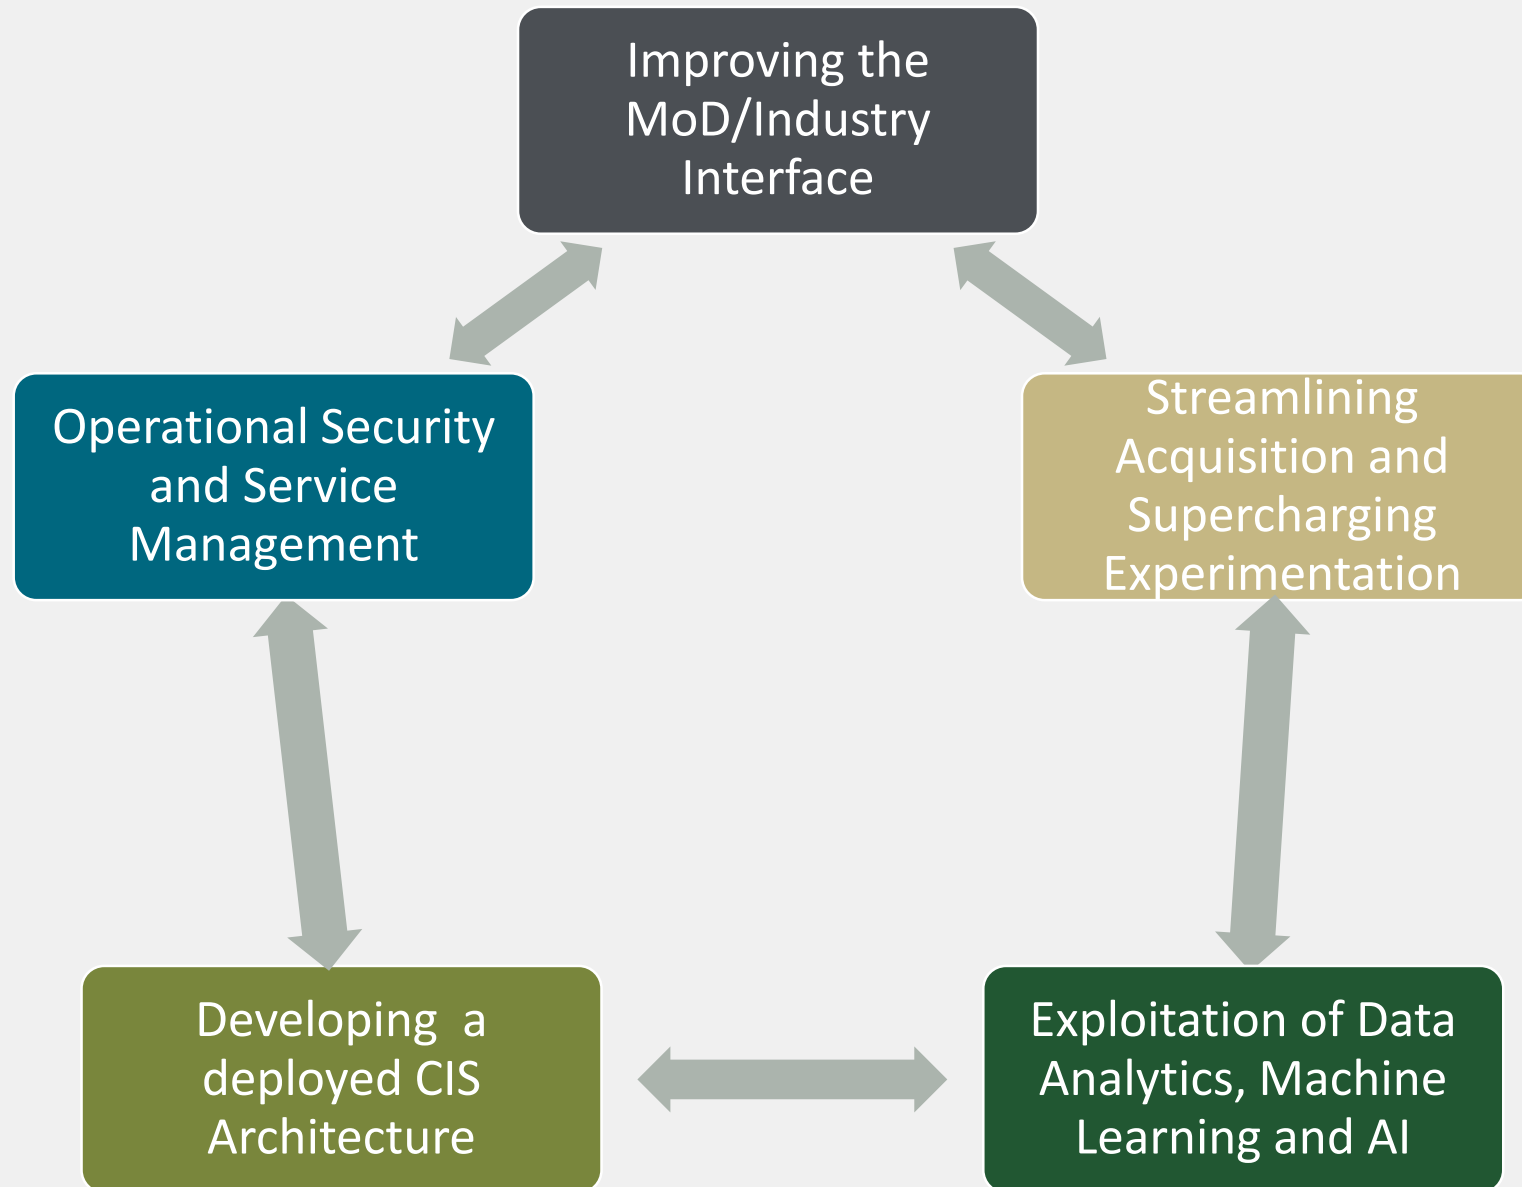 Improving the
MoD/Industry
Interface
Operational Security
and Service
Management
Streamlining
Acquisition and
Supercharging
Experimentation
Developing  a
deployed CIS
Architecture
Exploitation of Data
Analytics, Machine
Learning and AI